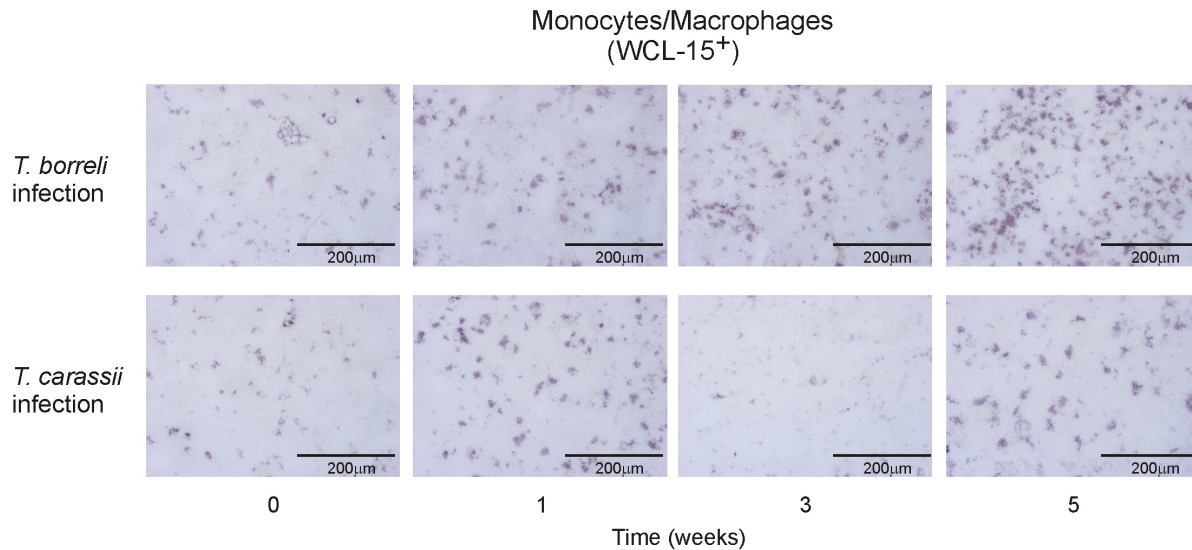 Monocytes/Macrophages
(WCL-15⁺)
T. borreli
infection
200μm
200μm
200μm
200μm
T. carassii
infection
200μm
200μm
200μm
200μm
0
1
3
5
Time (weeks)